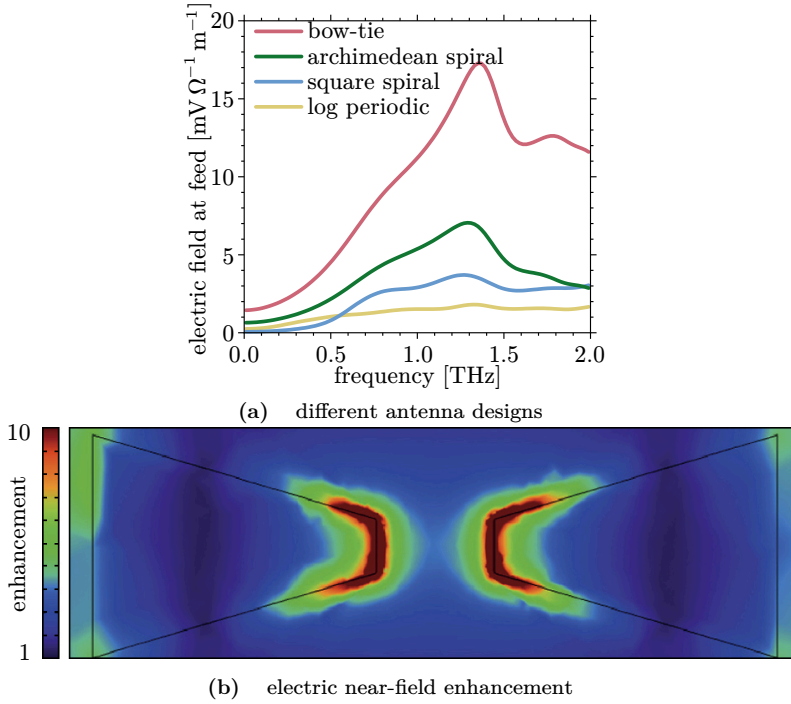 20
15
10
5
0
electric field at feed [mV Ω⁻¹ m⁻¹]
bow-tie
archimedean spiral
square spiral
log periodic
0.0 0.5 1.0 1.5 2.0
frequency [THz]
(a) different antenna designs
10
enhancement
1
(b) electric near-field enhancement